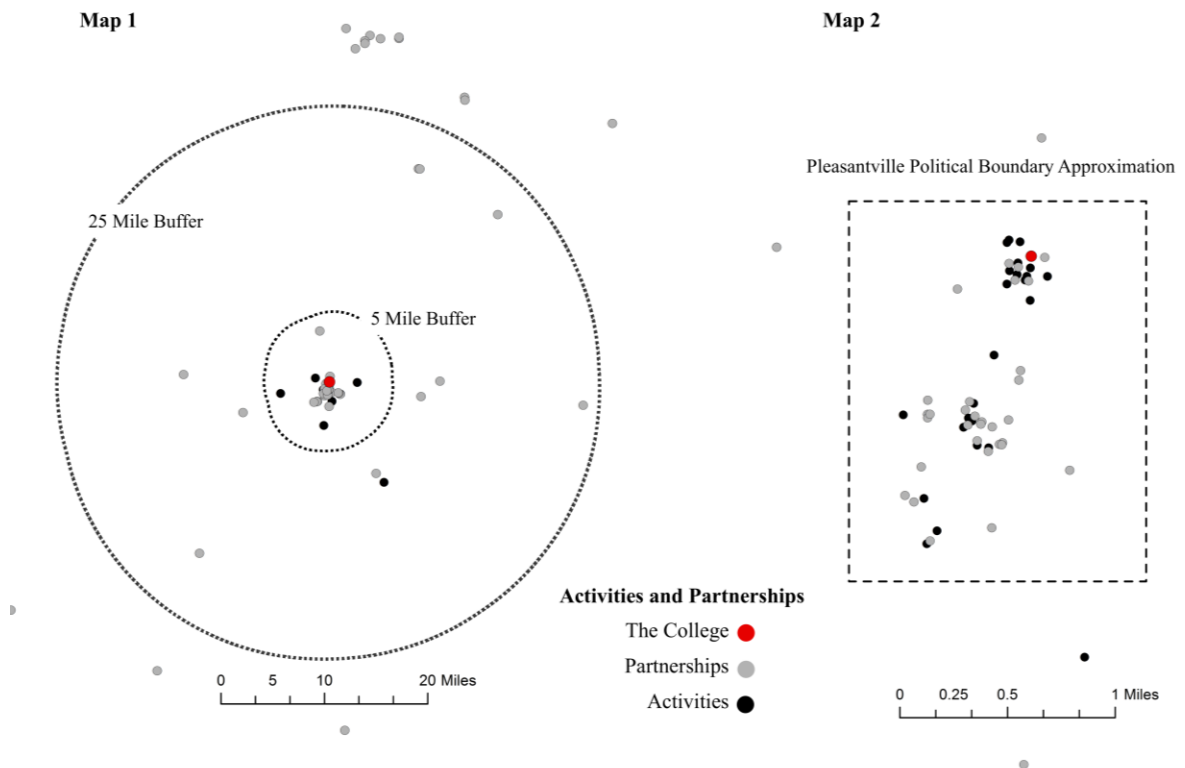 Map 1
Map 2
Pleasantville Political Boundary Approximation
25 Mile Buffer
5 Mile Buffer
Activities and Partnerships
The College
Partnerships
Activities
0 5 10 20 Miles
0 0.25 0.5 1 Miles